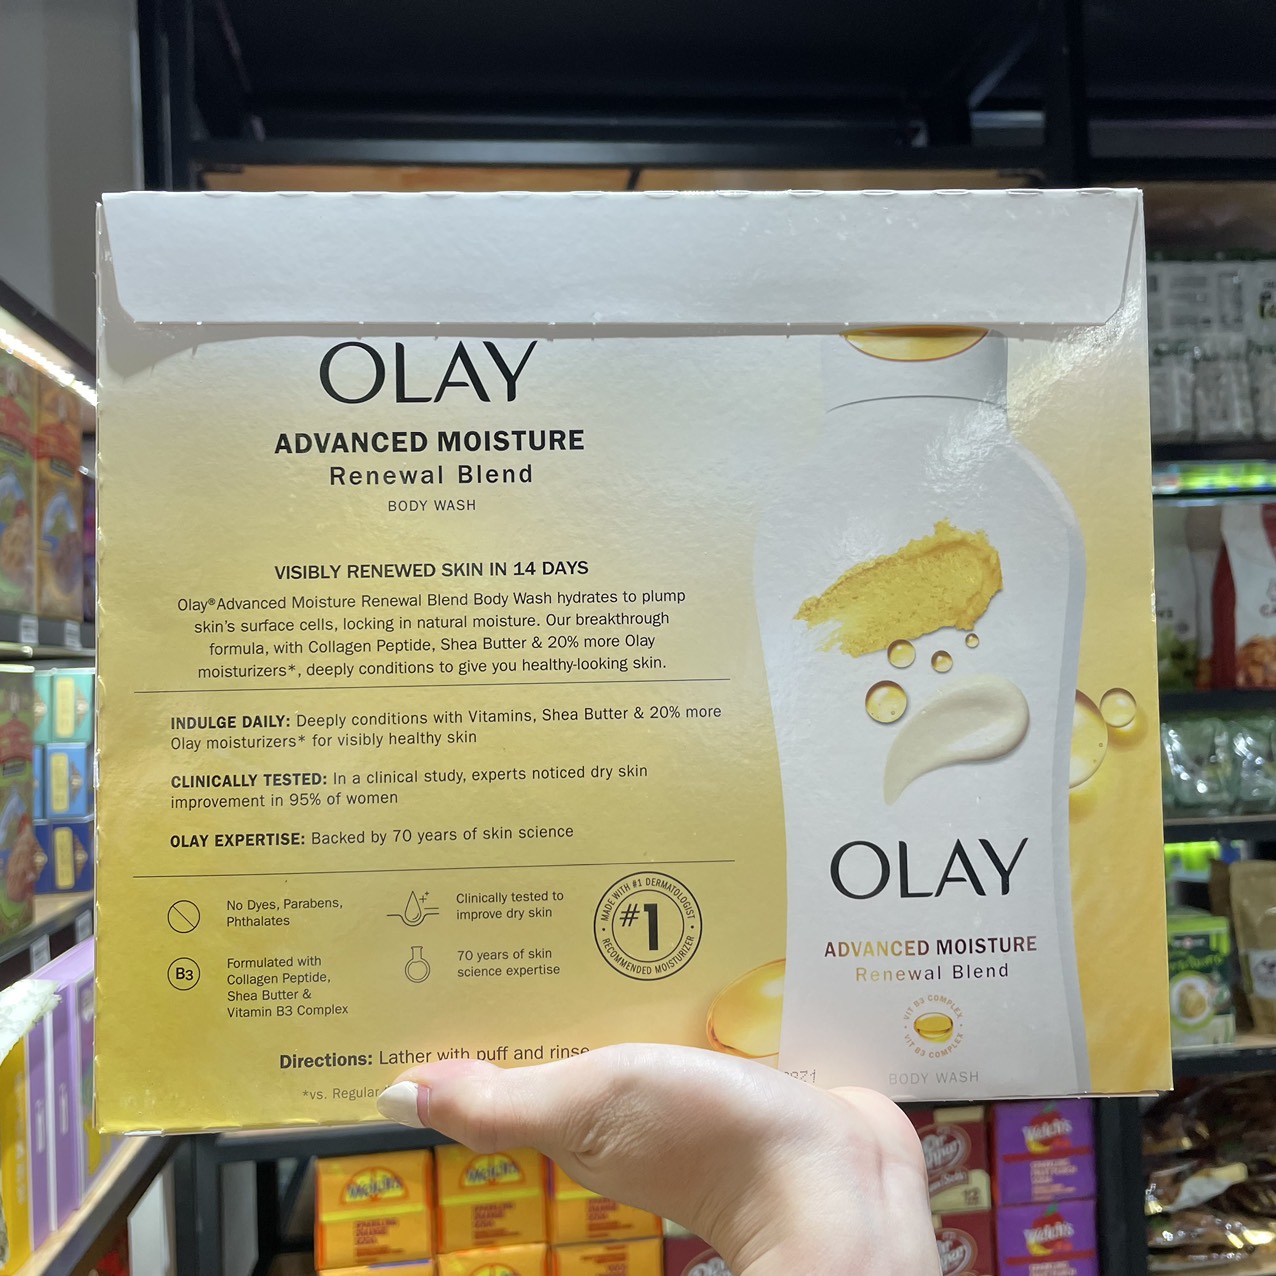 OLAY
ADVANCED MOISTURE
Renewal Blend
BODY WASH
VISIBLY RENEWED SKIN IN 14 DAYS
Olay® Advanced Moisture Renewal Blend Body Wash hydrates to plump
skin's surface cells, locking in natural moisture. Our breakthrough
formula, with Collagen Peptide, Shea Butter & 20% more Olay
moisturizers*, deeply conditions to give you healthy-looking skin.
INDULGE DAILY: Deeply conditions with Vitamins, Shea Butter & 20% more
Olay moisturizers* for visibly healthy skin
CLINICALLY TESTED: In a clinical study, experts noticed dry skin
improvement in 95% of women
OLAY EXPERTISE: Backed by 70 years of skin science
No Dyes, Parabens,
Phthalates
Clinically tested to
improve dry skin
B3
Formulated with
Collagen Peptide,
Shea Butter &
Vitamin B3 Complex
70 years of skin
science expertise
MADE WITH #1 DERMATOLOGIST
#1
RECOMMENDED MOISTURIZER
Directions: Lather with puff and rinse
*vs. Regular
OLAY
ADVANCED MOISTURE
Renewal Blend
VIT B3 COMPLEX
VIT B3 COMPLEX
BODY WASH
Welch's
Welch's
Welch's
Welch's